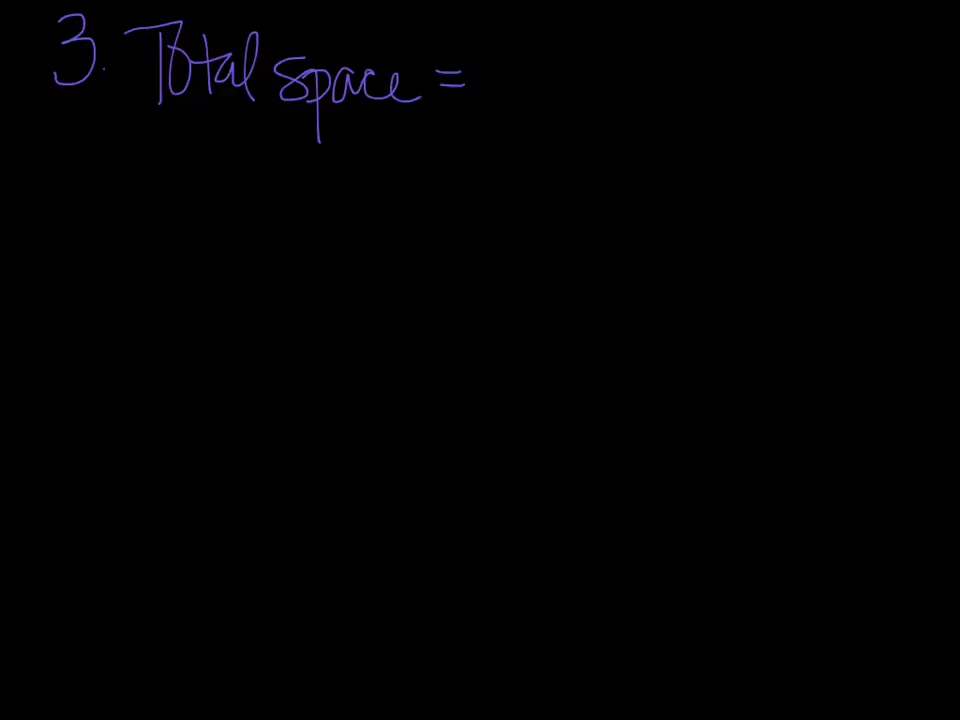 3. Total space =